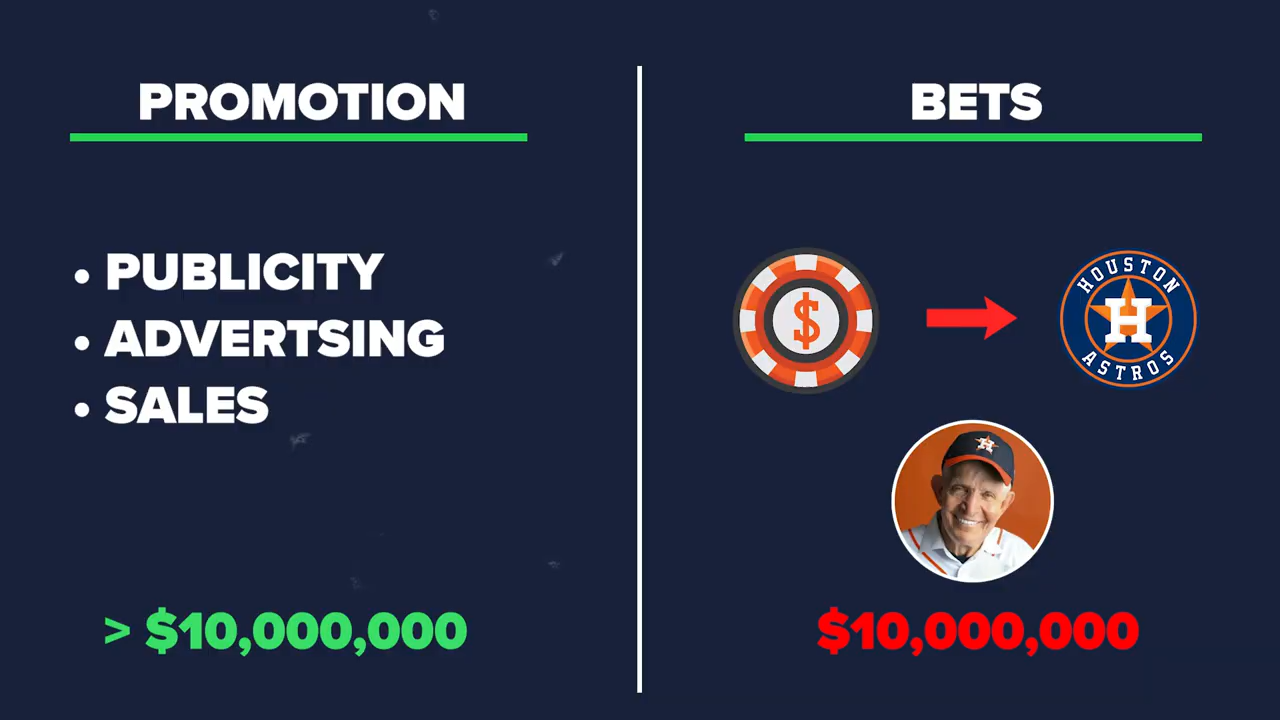 PROMOTION
• PUBLICITY
• ADVERTSING
• SALES
> $10,000,000
BETS
$
HOUSTON
H
ASTROS
H
$10,000,000